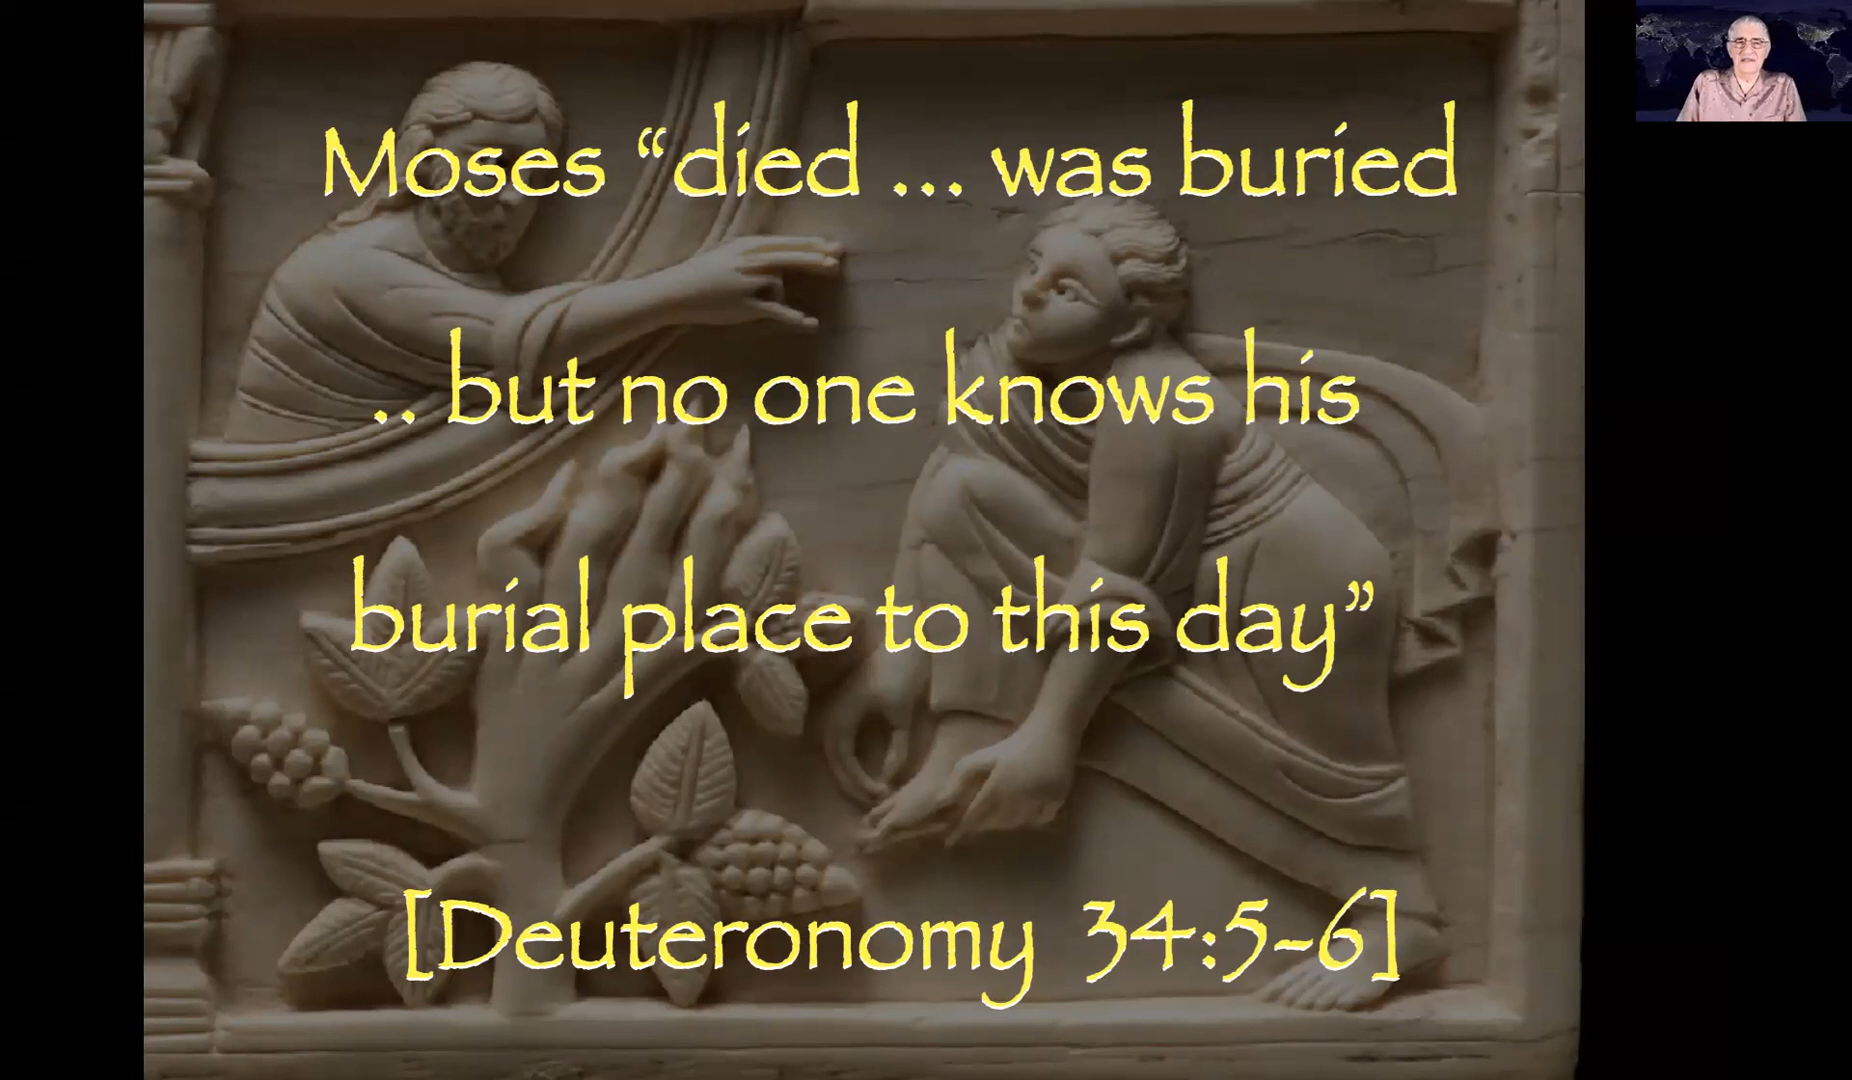 Moses “died ... was buried
.. but no one knows his
burial place to this day”
[Deuteronomy 34:5-6]